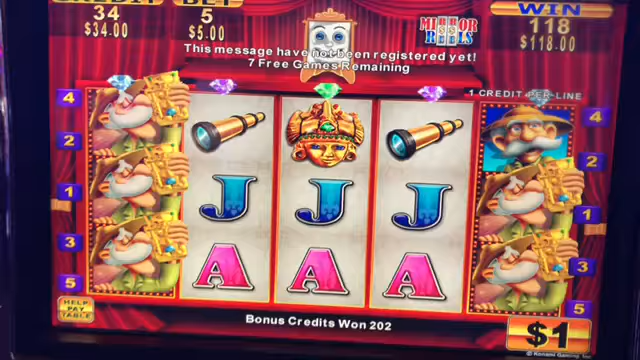 CREDIT BET WIN
34 5 118
$34.00 $5.00 $118.00
MIRROR
REELS
This message have not been registered yet!
7 Free Games Remaining
1 CREDIT PER LINE
4 4
2 2
1 1
3 3
5 5
J J J
A A A
HELP
PAY
TABLE
Bonus Credits Won 202
$1
© Konami Gaming, Inc.